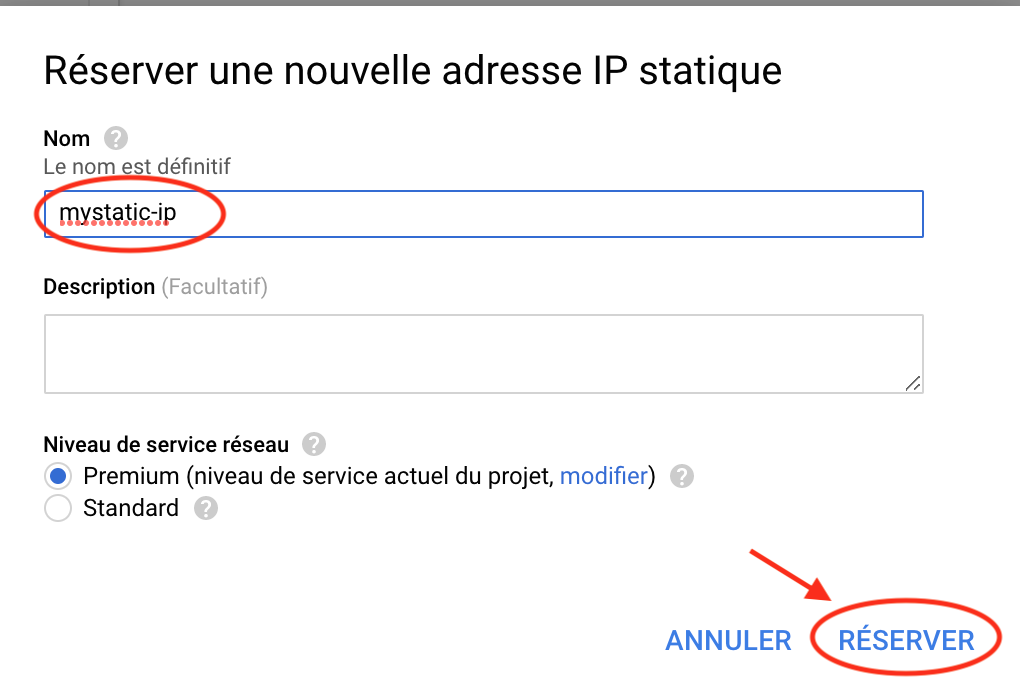 Réserver une nouvelle adresse IP statique
Nom ?
Le nom est définitif
mystatic-ip
Description (Facultatif)
Niveau de service réseau ?
Premium (niveau de service actuel du projet, modifier) ?
Standard ?
ANNULER RÉSERVER